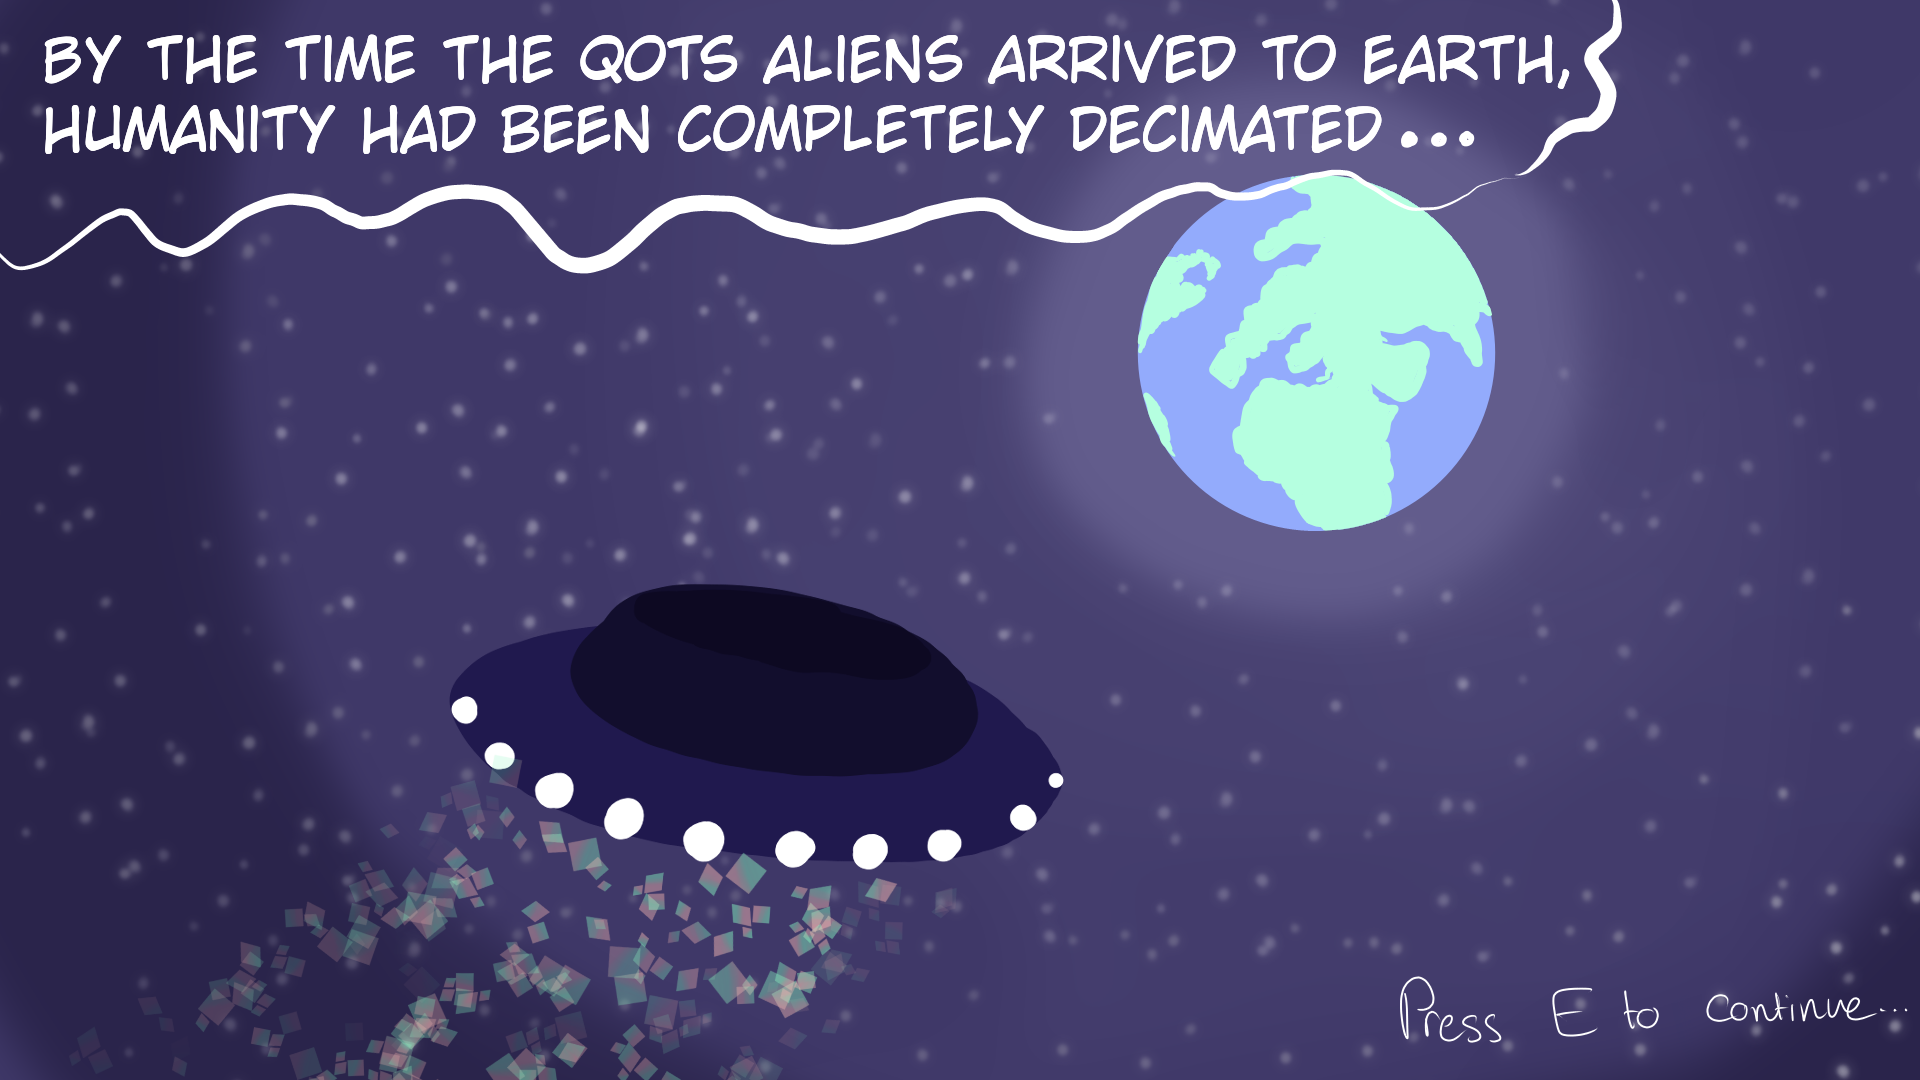 BY THE TIME THE QOTS ALIENS ARRIVED TO EARTH,
HUMANITY HAD BEEN COMPLETELY DECIMATED...
Press E to continue...